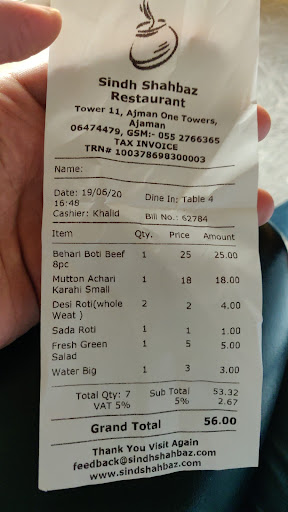 Sindh Shahbaz
Restaurant
Tower 11, Ajman One Towers,
Ajaman
06474479, GSM:- 055 2766365
TAX INVOICE
TRN# 100378698300003
Name:
Date: 19/06/20 Dine In: Table 4
16:48
Cashier: Khalid Bill No.: 62784
Item Qty. Price Amount
Behari Boti Beef 1 25 25.00
8pc
Mutton Achari 1 18 18.00
Karahi Small
Desi Roti(whole 2 2 4.00
Weat )
Sada Roti 1 1 1.00
Fresh Green 1 5 5.00
Salad
Water Big 1 3 3.00
Total Qty: 7 Sub Total 53.32
VAT 5% 5% 2.67
Grand Total 56.00
Thank You Visit Again
feedback@sindhshahbaz.com
www.sindshahbaz.com